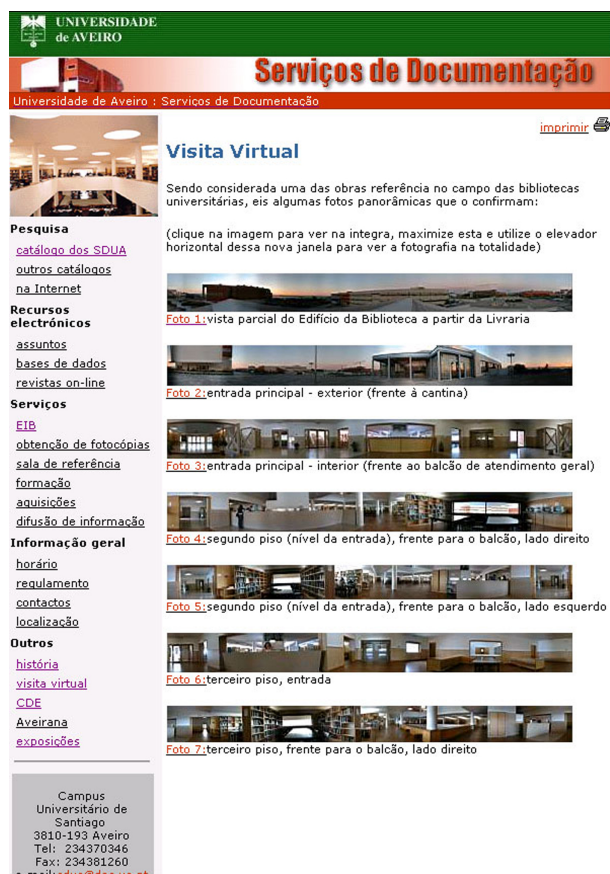 UNIVERSIDADE
de AVEIRO
Serviços de Documentação
Universidade de Aveiro : Serviços de Documentação
imprimir
Visita Virtual
Sendo considerada uma das obras referência no campo das bibliotecas
universitárias, eis algumas fotos panorâmicas que o confirmam:
(clique na imagem para ver na integra, maximize esta e utilize o elevador
horizontal dessa nova janela para ver a fotografia na totalidade)
Foto 1:vista parcial do Edifício da Biblioteca a partir da Livraria
Foto 2:entrada principal - exterior (frente à cantina)
Foto 3:entrada principal - interior (frente ao balcão de atendimento geral)
Foto 4:segundo piso (nível da entrada), frente para o balcão, lado direito
Foto 5:segundo piso (nível da entrada), frente para o balcão, lado esquerdo
Foto 6:terceiro piso, entrada
Foto 7:terceiro piso, frente para o balcão, lado direito
Pesquisa
catálogo dos SDUA
outros catálogos
na Internet
Recursos
electrónicos
assuntos
bases de dados
revistas on-line
Serviços
EIB
obtenção de fotocópias
sala de referência
formação
aquisições
difusão de informação
Informação geral
horário
regulamento
contactos
localização
Outros
história
visita virtual
CDE
Aveirana
exposições
Campus
Universitário de
Santiago
3810-193 Aveiro
Tel: 234370346
Fax: 234381260